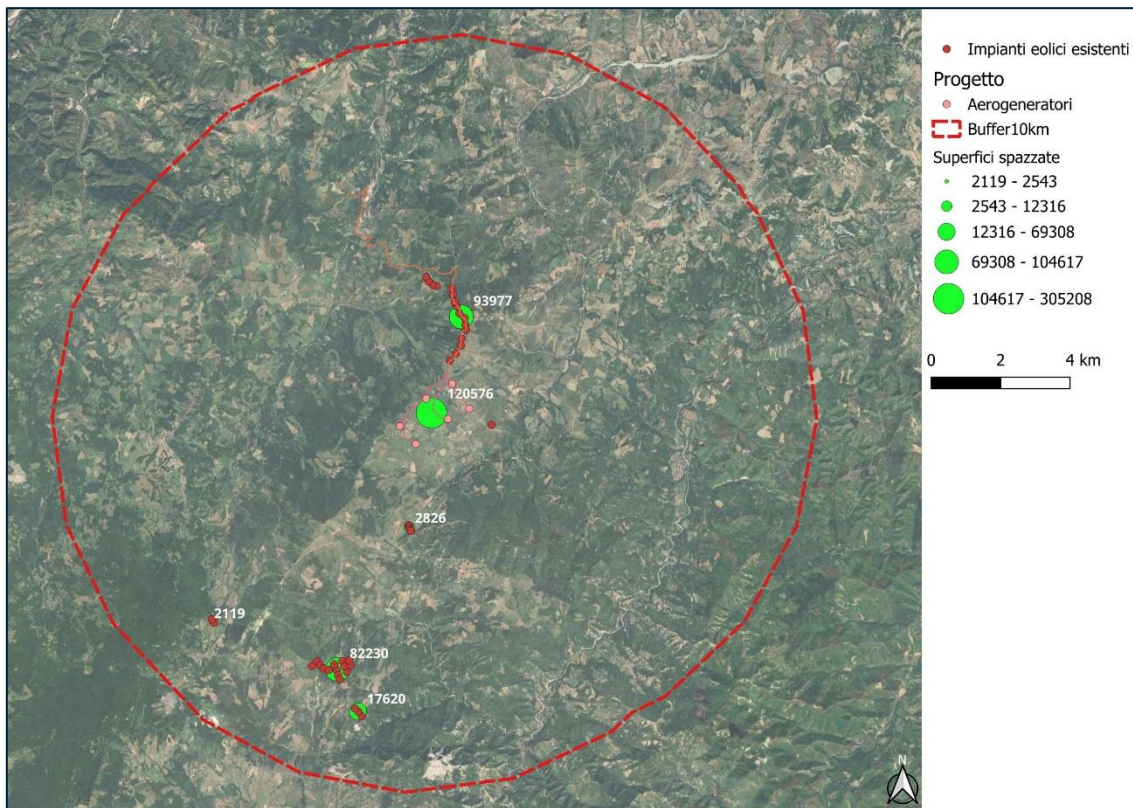 Impianti eolici esistenti
Progetto
Aerogeneratori
Buffer10km
Superfici spazzate
2119 - 2543
2543 - 12316
12316 - 69308
69308 - 104617
104617 - 305208
0 2 4 km
93977
120576
2826
2119
82230
17620
N